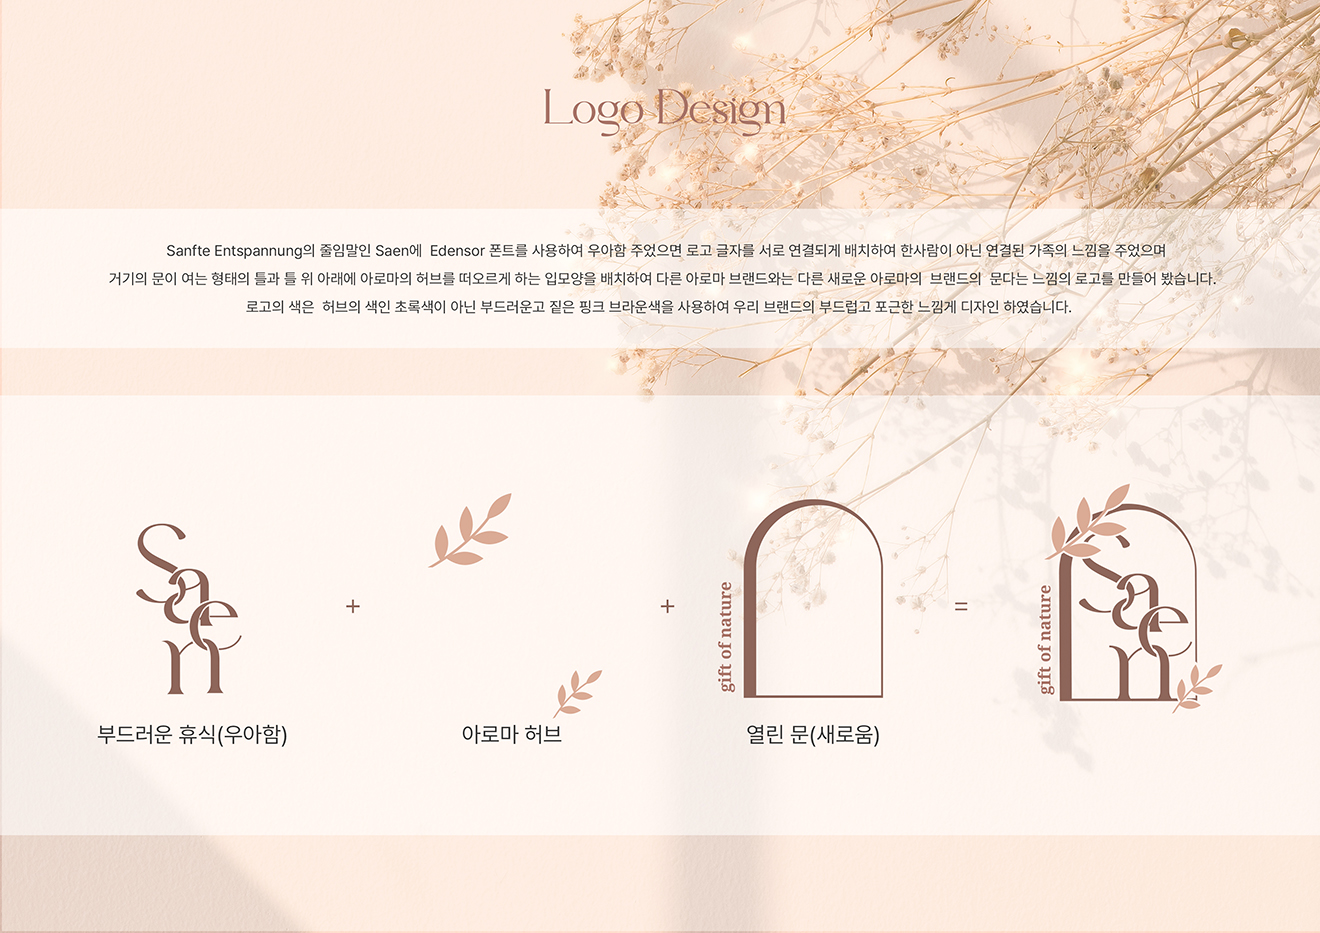 Logo Design
Sanfte Entspannung의 줄임말인 Saen에 Edensor 폰트를 사용하여 우아함 주었으면 로고 글자를 서로 연결되게 배치하여 한사람이 아닌 연결된 가족의 느낌을 주었으며
거기의 문이 여는 형태의 틀과 틀 위 아래에 아로마의 허브를 떠오르게 하는 입모양을 배치하여 다른 아로마 브랜드와는 다른 새로운 아로마의 브랜드의 문다는 느낌의 로고를 만들어 봤습니다.
로고의 색은 허브의 색인 초록색이 아닌 부드러운고 짙은 핑크 브라운색을 사용하여 우리 브랜드의 부드럽고 포근한 느낌게 디자인 하였습니다.
Saen
+
+
gift of nature
=
gift of nature
Saen
부드러운 휴식(우아함)
아로마 허브
열린 문(새로움)